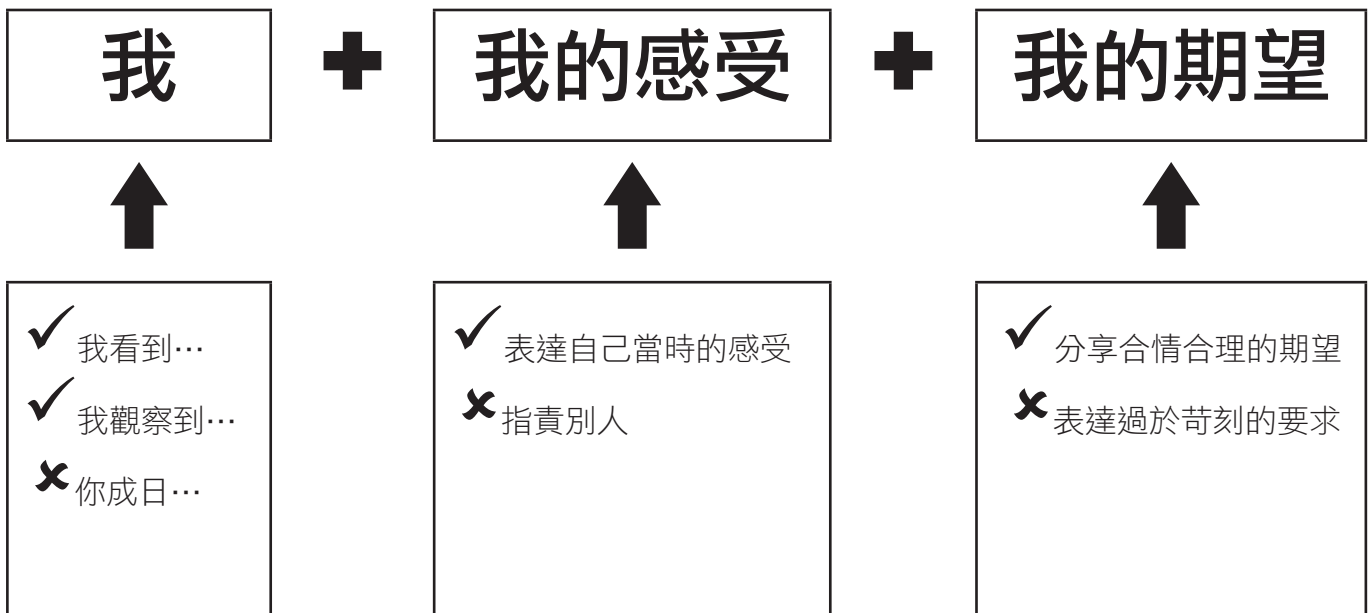 我 + 我的感受 + 我的期望
✓我看到…
✓我觀察到…
✗你成日…
✓表達自己當時的感受
✗指責別人
✓分享合情合理的期望
✗表達過於苛刻的要求